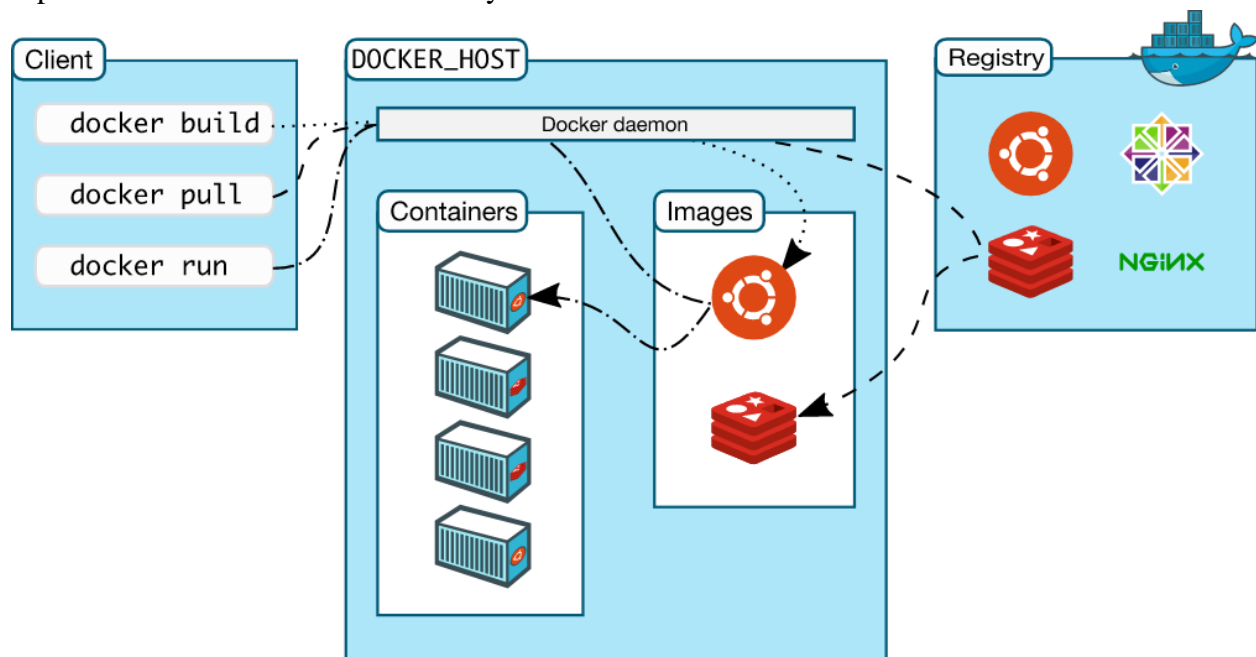 Client
docker build
docker pull
docker run
DOCKER_HOST
Docker daemon
Containers
Images
Registry
NGINX